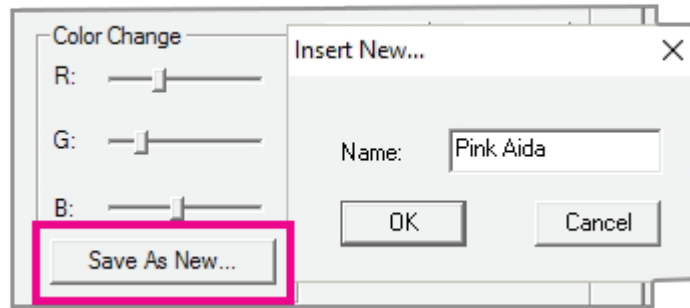 Color Change
R:
G:
B:
Save As New...
Insert New...
Name: Pink Aida
OK Cancel